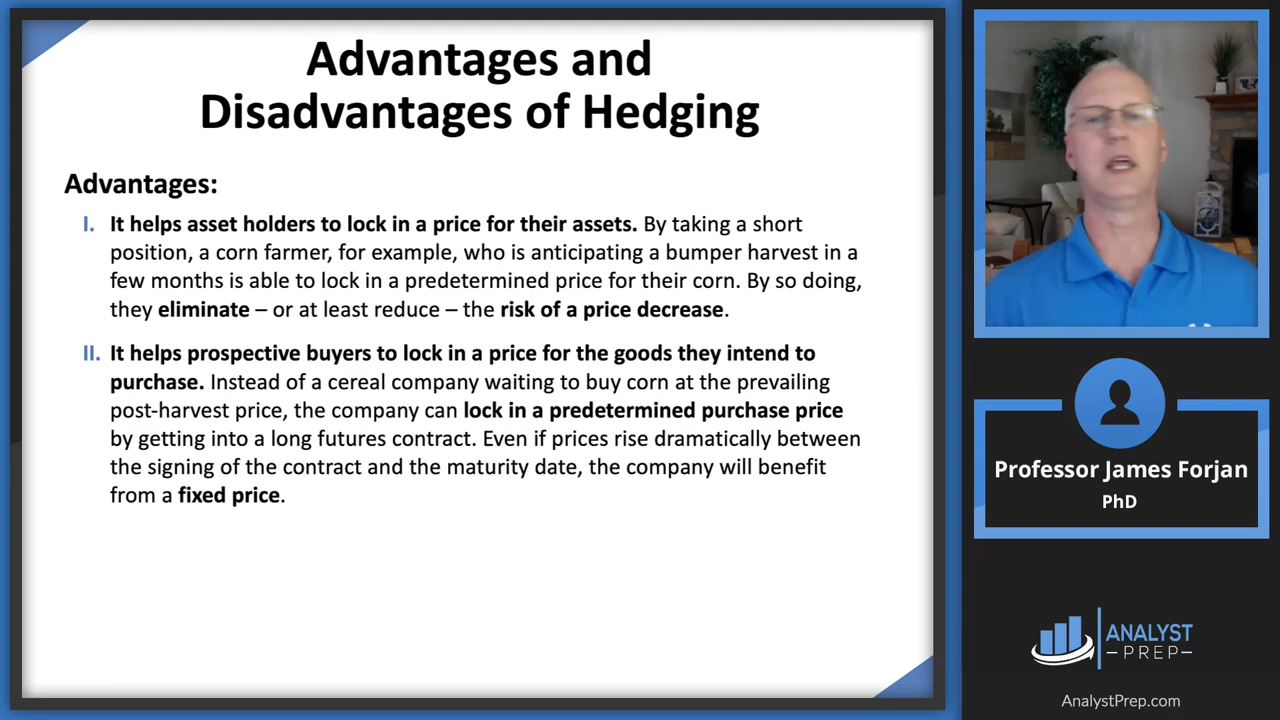 Advantages and
Disadvantages of Hedging
Advantages:
I. It helps asset holders to lock in a price for their assets. By taking a short
position, a corn farmer, for example, who is anticipating a bumper harvest in a
few months is able to lock in a predetermined price for their corn. By so doing,
they eliminate – or at least reduce – the risk of a price decrease.
II. It helps prospective buyers to lock in a price for the goods they intend to
purchase. Instead of a cereal company waiting to buy corn at the prevailing
post-harvest price, the company can lock in a predetermined purchase price
by getting into a long futures contract. Even if prices rise dramatically between
the signing of the contract and the maturity date, the company will benefit
from a fixed price.
Professor James Forjan
PhD
ANALYST
–PREP–
AnalystPrep.com